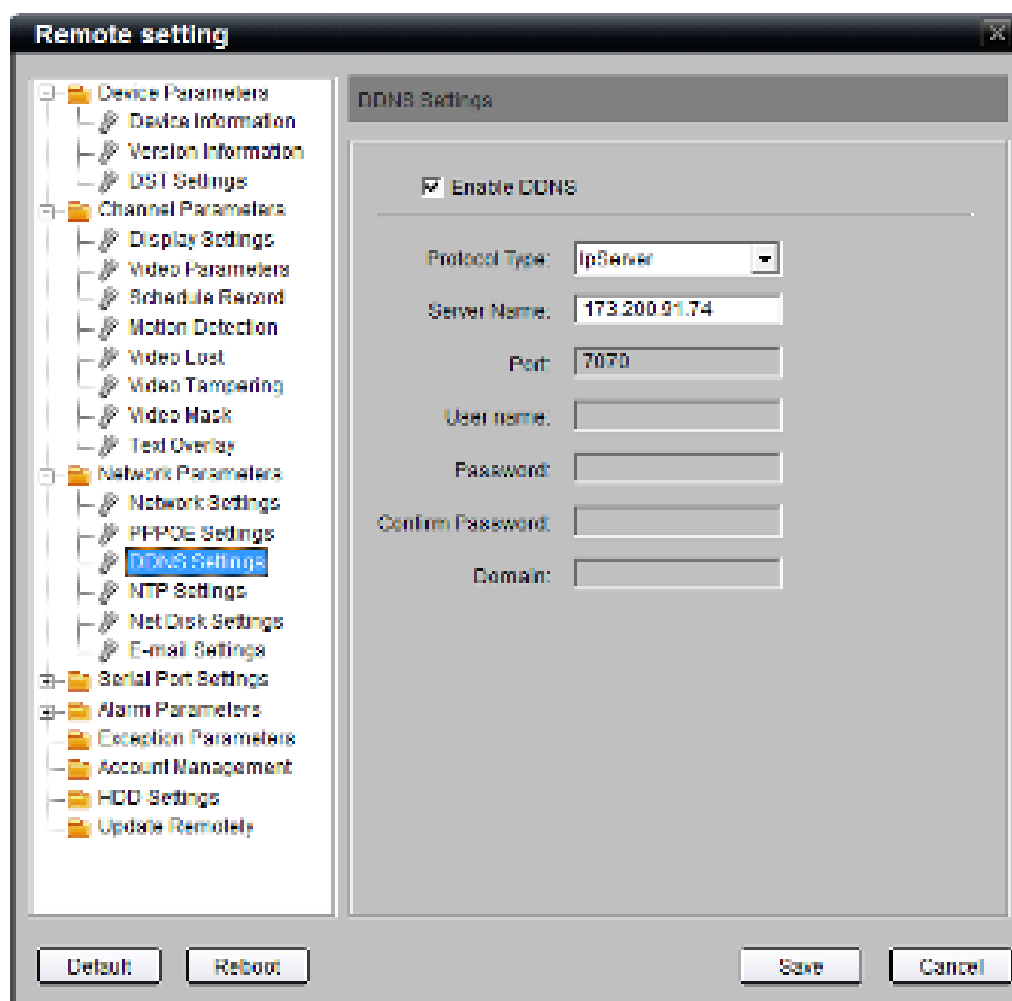 Remote setting
Device Parameters
Device Information
Version Information
DST Settings
Channel Parameters
Display Settings
Video Parameters
Schedule Record
Motion Detection
Video Lost
Video Tampering
Video Mask
Text Overlay
Network Parameters
Network Settings
PPPOE Settings
DDNS Settings
NTP Settings
Net Disk Settings
E-mail Settings
Serial Port Settings
Alarm Parameters
Exception Parameters
Account Management
HDD Settings
Update Remotely
DDNS Settings
Enable DDNS
Protocol Type: ipServer
Server Name: 173.200.91.74
Port: 7070
User name:
Password:
Confirm Password:
Domain:
Default
Reboot
Save
Cancel